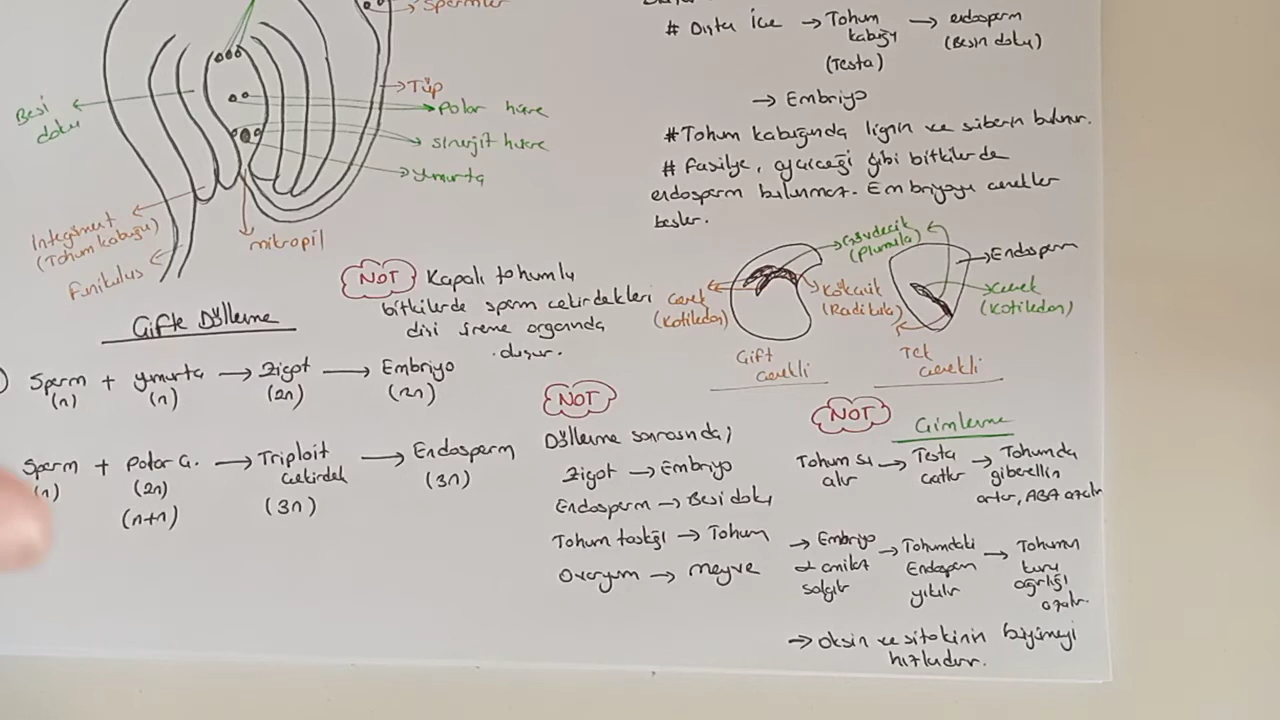 Spermler
Tüp
Polar hücre
sinerjit hücre
yumurta
Besi
doku
İntegüment
(Tohum kabuğu)
Funikulus
mikropil
NOT Kapalı tohumlu
bitkilerde sperm çekirdekleri
dişi üreme organında
oluşur.
Çift Döllenme
Sperm + yumurta → Zigot → Embriyo
(n) (n) (2n) (2n)
Sperm + Polar Ç. → Triploit çekirdek → Endosperm
(n) (2n) (3n) (3n)
(n+n)
# Dıştan İçe → Tohum kabuğu → endosperm
(Testa) (Besin doku)
→ Embriyo
# Tohum kabuğunda lignin ve süberin bulunur.
# Fasülye, ayçiçeği gibi bitkilerde
endosperm bulunmaz. Embriyoyu çenekler
besler.
Gövdecik
(Plumula)
Çenek
(Kotiledon)
Kökçük
(Radikula)
Çift
çenekli
Endosperm
Çenek
(Kotiledon)
Tek
çenekli
NOT
Döllenme sonrasında;
Zigot → Embriyo
Endosperm → Besi doku
Tohum taslağı → Tohum
Ovaryum → Meyve
NOT Çimlenme
Tohum su → Testa → Tohumda
alır çatlar giberellin
artar, ABA azalır
→ Embriyo → Tohumdaki → Tohumun
α amilaz Endosperm kuru
salgılar yıkılır ağırlığı
azalır.
→ Oksin ve sitokinin büyümeyi
hızlandırır.